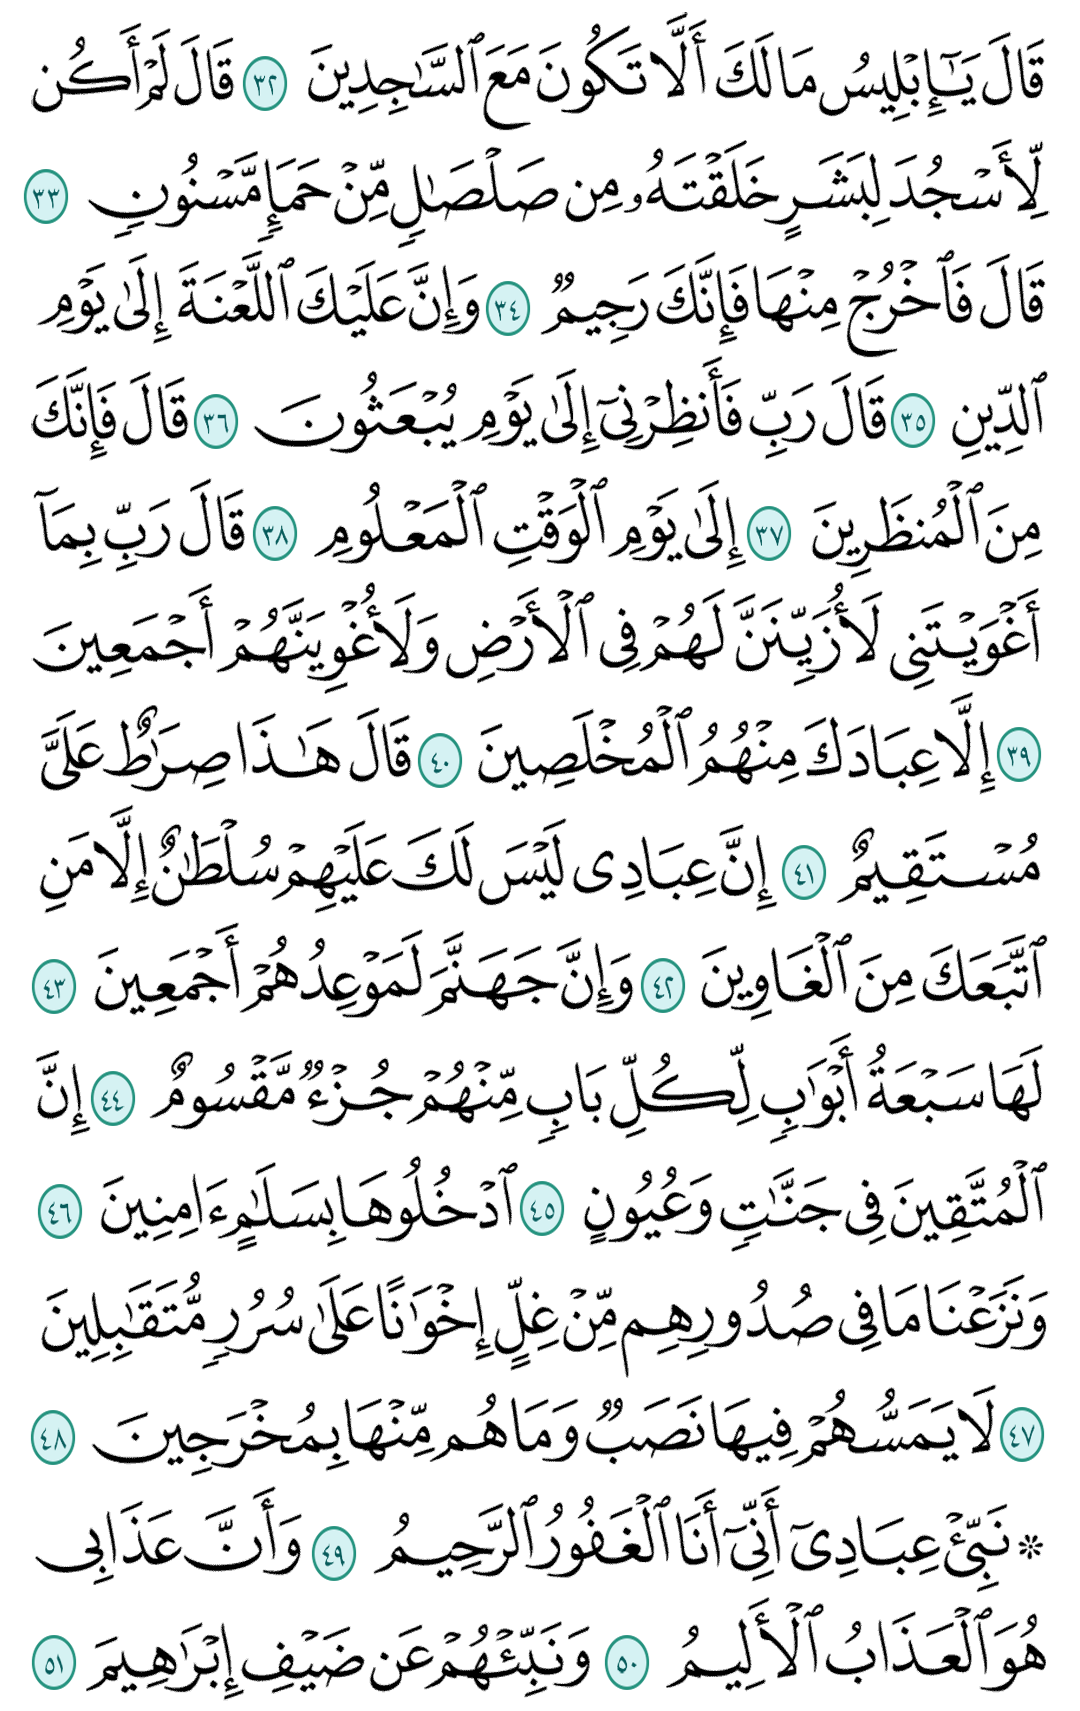 قَالَ يَـٰٓإِبْلِيسُ مَا لَكَ أَلَّا تَكُونَ مَعَ ٱلسَّـٰجِدِينَ ٣٢ قَالَ لَمْ أَكُن
لِّأَسْجُدَ لِبَشَرٍ خَلَقْتَهُۥ مِن صَلْصَـٰلٍ مِّنْ حَمَإٍ مَّسْنُونٍ ٣٣
قَالَ فَٱخْرُجْ مِنْهَا فَإِنَّكَ رَجِيمٌ ٣٤ وَإِنَّ عَلَيْكَ ٱللَّعْنَةَ إِلَىٰ يَوْمِ
ٱلدِّينِ ٣٥ قَالَ رَبِّ فَأَنظِرْنِىٓ إِلَىٰ يَوْمِ يُبْعَثُونَ ٣٦ قَالَ فَإِنَّكَ
مِنَ ٱلْمُنظَرِينَ ٣٧ إِلَىٰ يَوْمِ ٱلْوَقْتِ ٱلْمَعْلُومِ ٣٨ قَالَ رَبِّ بِمَآ
أَغْوَيْتَنِى لَأُزَيِّنَنَّ لَهُمْ فِى ٱلْأَرْضِ وَلَأُغْوِيَنَّهُمْ أَجْمَعِينَ
٣٩ إِلَّا عِبَادَكَ مِنْهُمُ ٱلْمُخْلَصِينَ ٤٠ قَالَ هَـٰذَا صِرَٰطٌ عَلَىَّ
مُسْتَقِيمٌ ٤١ إِنَّ عِبَادِى لَيْسَ لَكَ عَلَيْهِمْ سُلْطَـٰنٌ إِلَّا مَنِ
ٱتَّبَعَكَ مِنَ ٱلْغَاوِينَ ٤٢ وَإِنَّ جَهَنَّمَ لَمَوْعِدُهُمْ أَجْمَعِينَ ٤٣
لَهَا سَبْعَةُ أَبْوَٰبٍ لِّكُلِّ بَابٍ مِّنْهُمْ جُزْءٌ مَّقْسُومٌ ٤٤ إِنَّ
ٱلْمُتَّقِينَ فِى جَنَّـٰتٍ وَعُيُونٍ ٤٥ ٱدْخُلُوهَا بِسَلَـٰمٍ ءَامِنِينَ ٤٦
وَنَزَعْنَا مَا فِى صُدُورِهِم مِّنْ غِلٍّ إِخْوَٰنًا عَلَىٰ سُرُرٍ مُّتَقَـٰبِلِينَ
٤٧ لَا يَمَسُّهُمْ فِيهَا نَصَبٌ وَمَا هُم مِّنْهَا بِمُخْرَجِينَ ٤٨
۞ نَبِّئْ عِبَادِىٓ أَنِّىٓ أَنَا ٱلْغَفُورُ ٱلرَّحِيمُ ٤٩ وَأَنَّ عَذَابِى
هُوَ ٱلْعَذَابُ ٱلْأَلِيمُ ٥٠ وَنَبِّئْهُمْ عَن ضَيْفِ إِبْرَٰهِيمَ ٥١